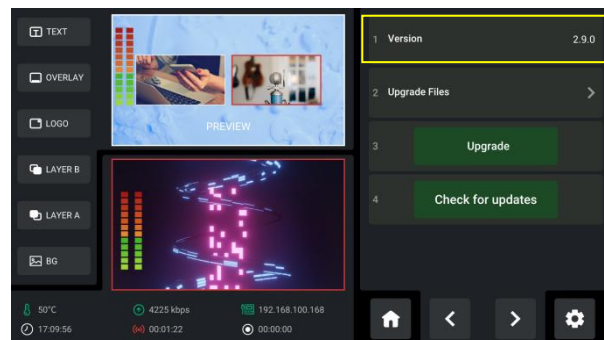 TEXT
OVERLAY
LOGO
LAYER B
LAYER A
BG
PREVIEW
50°C
4225 kbps
192.168.100.168
17:09:56
00:01:22
00:00:00
1 Version 2.9.0
2 Upgrade Files
3 Upgrade
4 Check for updates